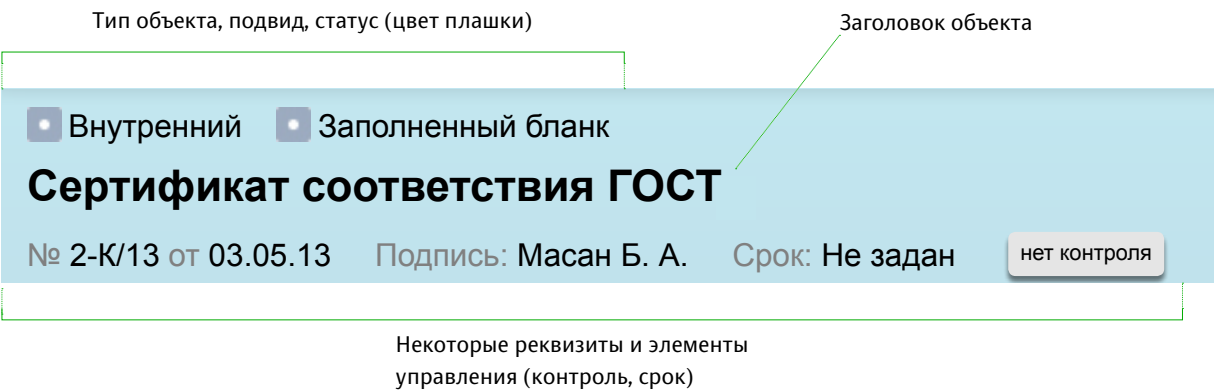 Тип объекта, подвид, статус (цвет плашки)
Заголовок объекта
Внутренний Заполненный бланк
Сертификат соответствия ГОСТ
№ 2-К/13 от 03.05.13 Подпись: Масан Б. А. Срок: Не задан нет контроля
Некоторые реквизиты и элементы
управления (контроль, срок)